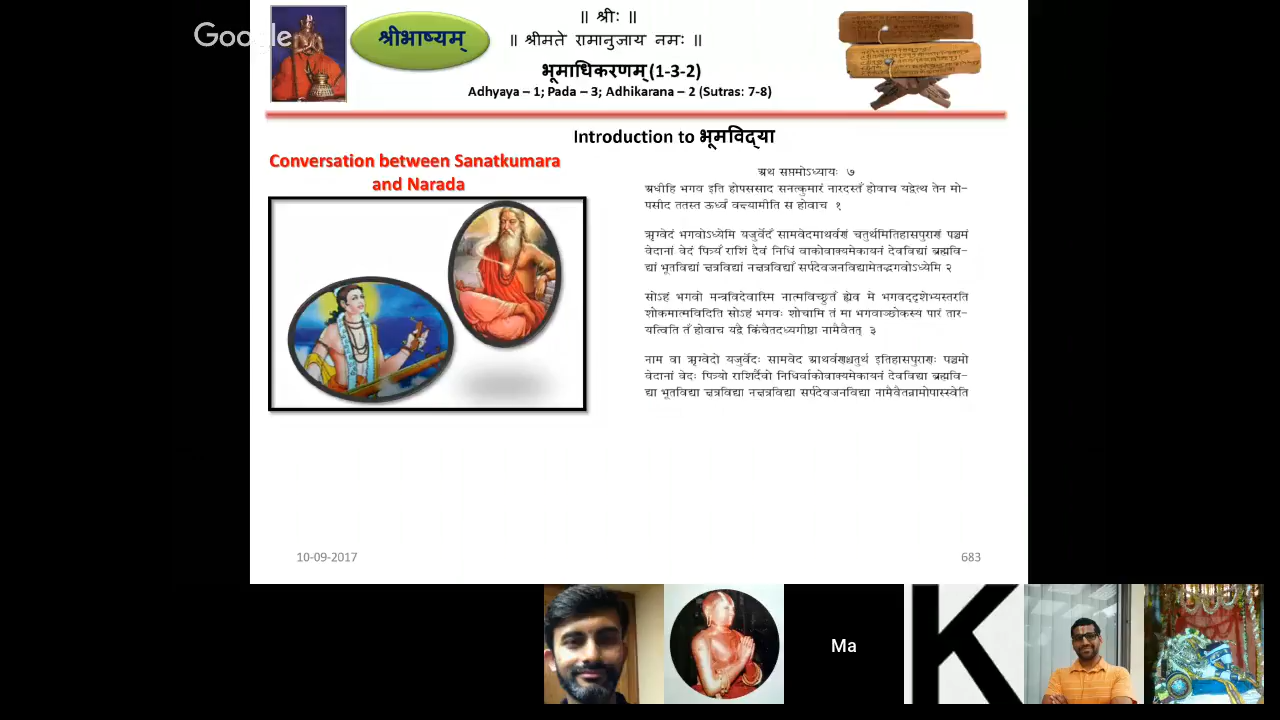 Google
॥ श्रीः ॥
श्रीभाष्यम्
॥ श्रीमते रामानुजाय नमः ॥
भूमाधिकरणम् (1-3-2)
Adhyaya – 1; Pada – 3; Adhikarana – 2 (Sutras: 7-8)
Introduction to भूमविद्या
Conversation between Sanatkumara
and Narada
अथ सप्तमोऽध्यायः ७
अधीहि भगव इति होपससाद सनत्कुमारं नारदस्तँ होवाच यद्वेत्थ तेन मो-
पसीद ततस्त ऊर्ध्वं वक्ष्यामीति स होवाच १
ऋग्वेदं भगवोऽध्येमि यजुर्वेदँ सामवेदमाथर्वणं चतुर्थमितिहासपुराणं पञ्चमं
वेदानां वेदं पित्र्यँ राशिं दैवं निधिं वाकोवाक्यमेकायनं देवविद्यां ब्रह्मवि-
द्यां भूतविद्यां क्षत्रविद्यां नक्षत्रविद्याँ सर्पदेवजनविद्यामेतद्भगवोऽध्येमि २
सोऽहं भगवो मन्त्रविदेवास्मि नात्मविच्छ्रुतँ ह्येव मे भगवद्दृशेभ्यस्तरति
शोकमात्मविदिति सोऽहं भगवः शोचामि तं मा भगवाञ्छोकस्य पारं तार-
यत्विति तँ होवाच यद्वै किंचैतदध्यगीष्ठा नामैवैतत् ३
नाम वा ऋग्वेदो यजुर्वेदः सामवेद आथर्वणश्चतुर्थ इतिहासपुराणः पञ्चमो
वेदानां वेदः पित्र्यो राशिर्दैवो निधिर्वाकोवाक्यमेकायनं देवविद्या ब्रह्मवि-
द्या भूतविद्या क्षत्रविद्या नक्षत्रविद्या सर्पदेवजनविद्या नामैवैतन्नामोपास्स्वेति
10-09-2017
683
Ma
K